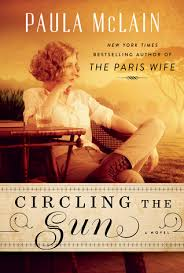 PAULA McLAIN
NEW YORK TIMES
BESTSELLING AUTHOR OF
THE PARIS WIFE
CIRCLING THE
Sun
A NOVEL